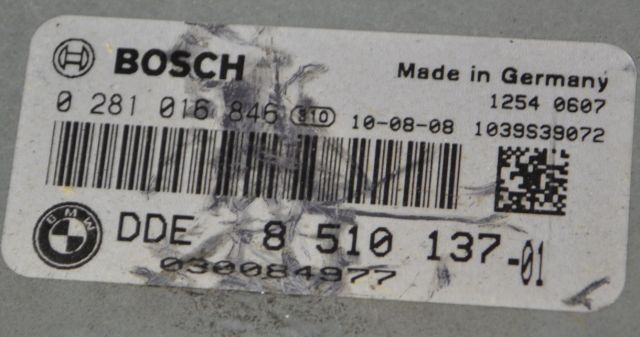 BOSCH
Made in Germany
1254 0607
0 281 016 846 310 10-08-08 1039S39072
BMW
DDE 8 510 137-01
030084977